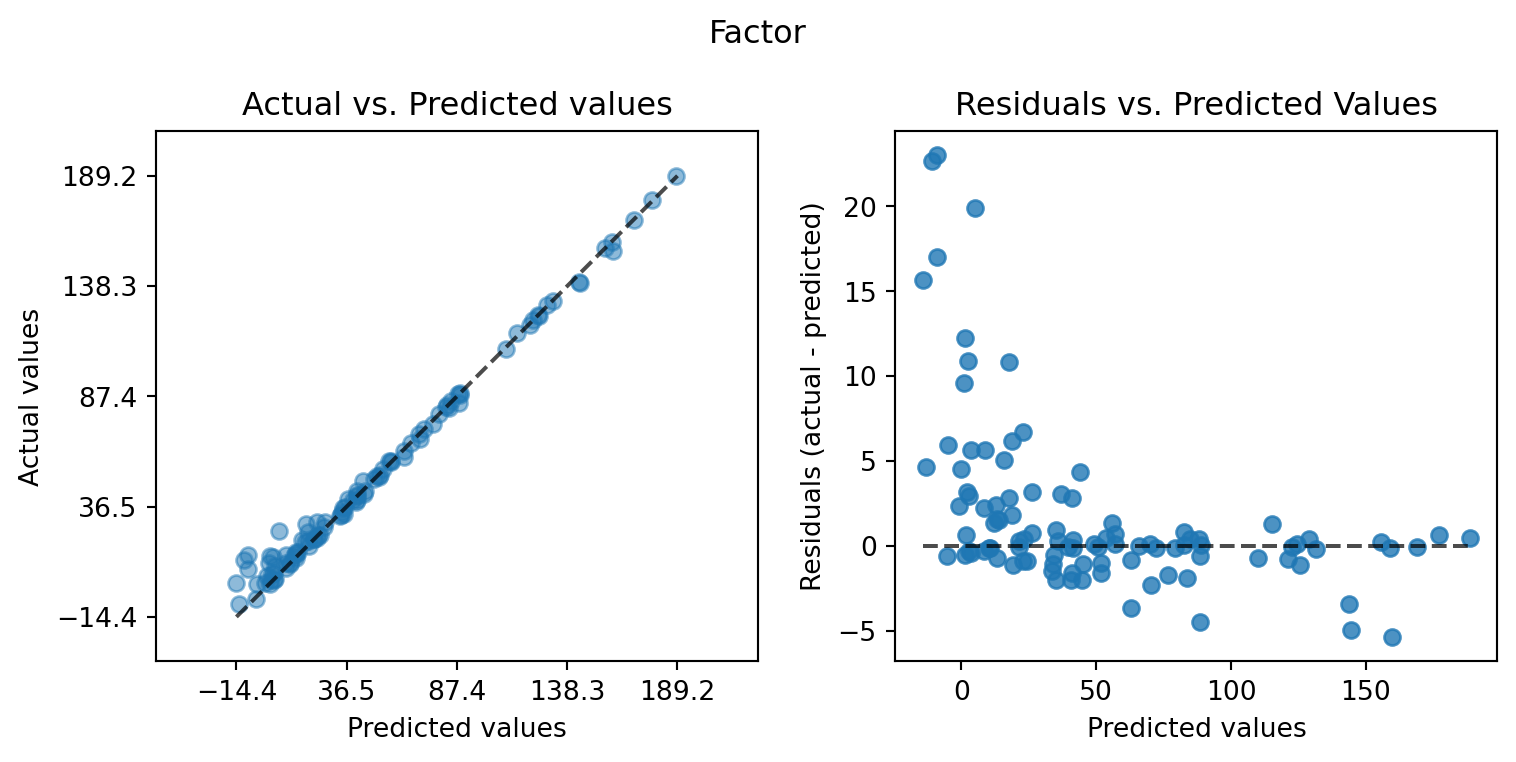 Factor
Actual vs. Predicted values
189.2
138.3
87.4
36.5
−14.4
Actual values
−14.4 36.5 87.4 138.3 189.2
Predicted values
Residuals vs. Predicted Values
20
15
10
5
0
−5
Residuals (actual - predicted)
0 50 100 150
Predicted values